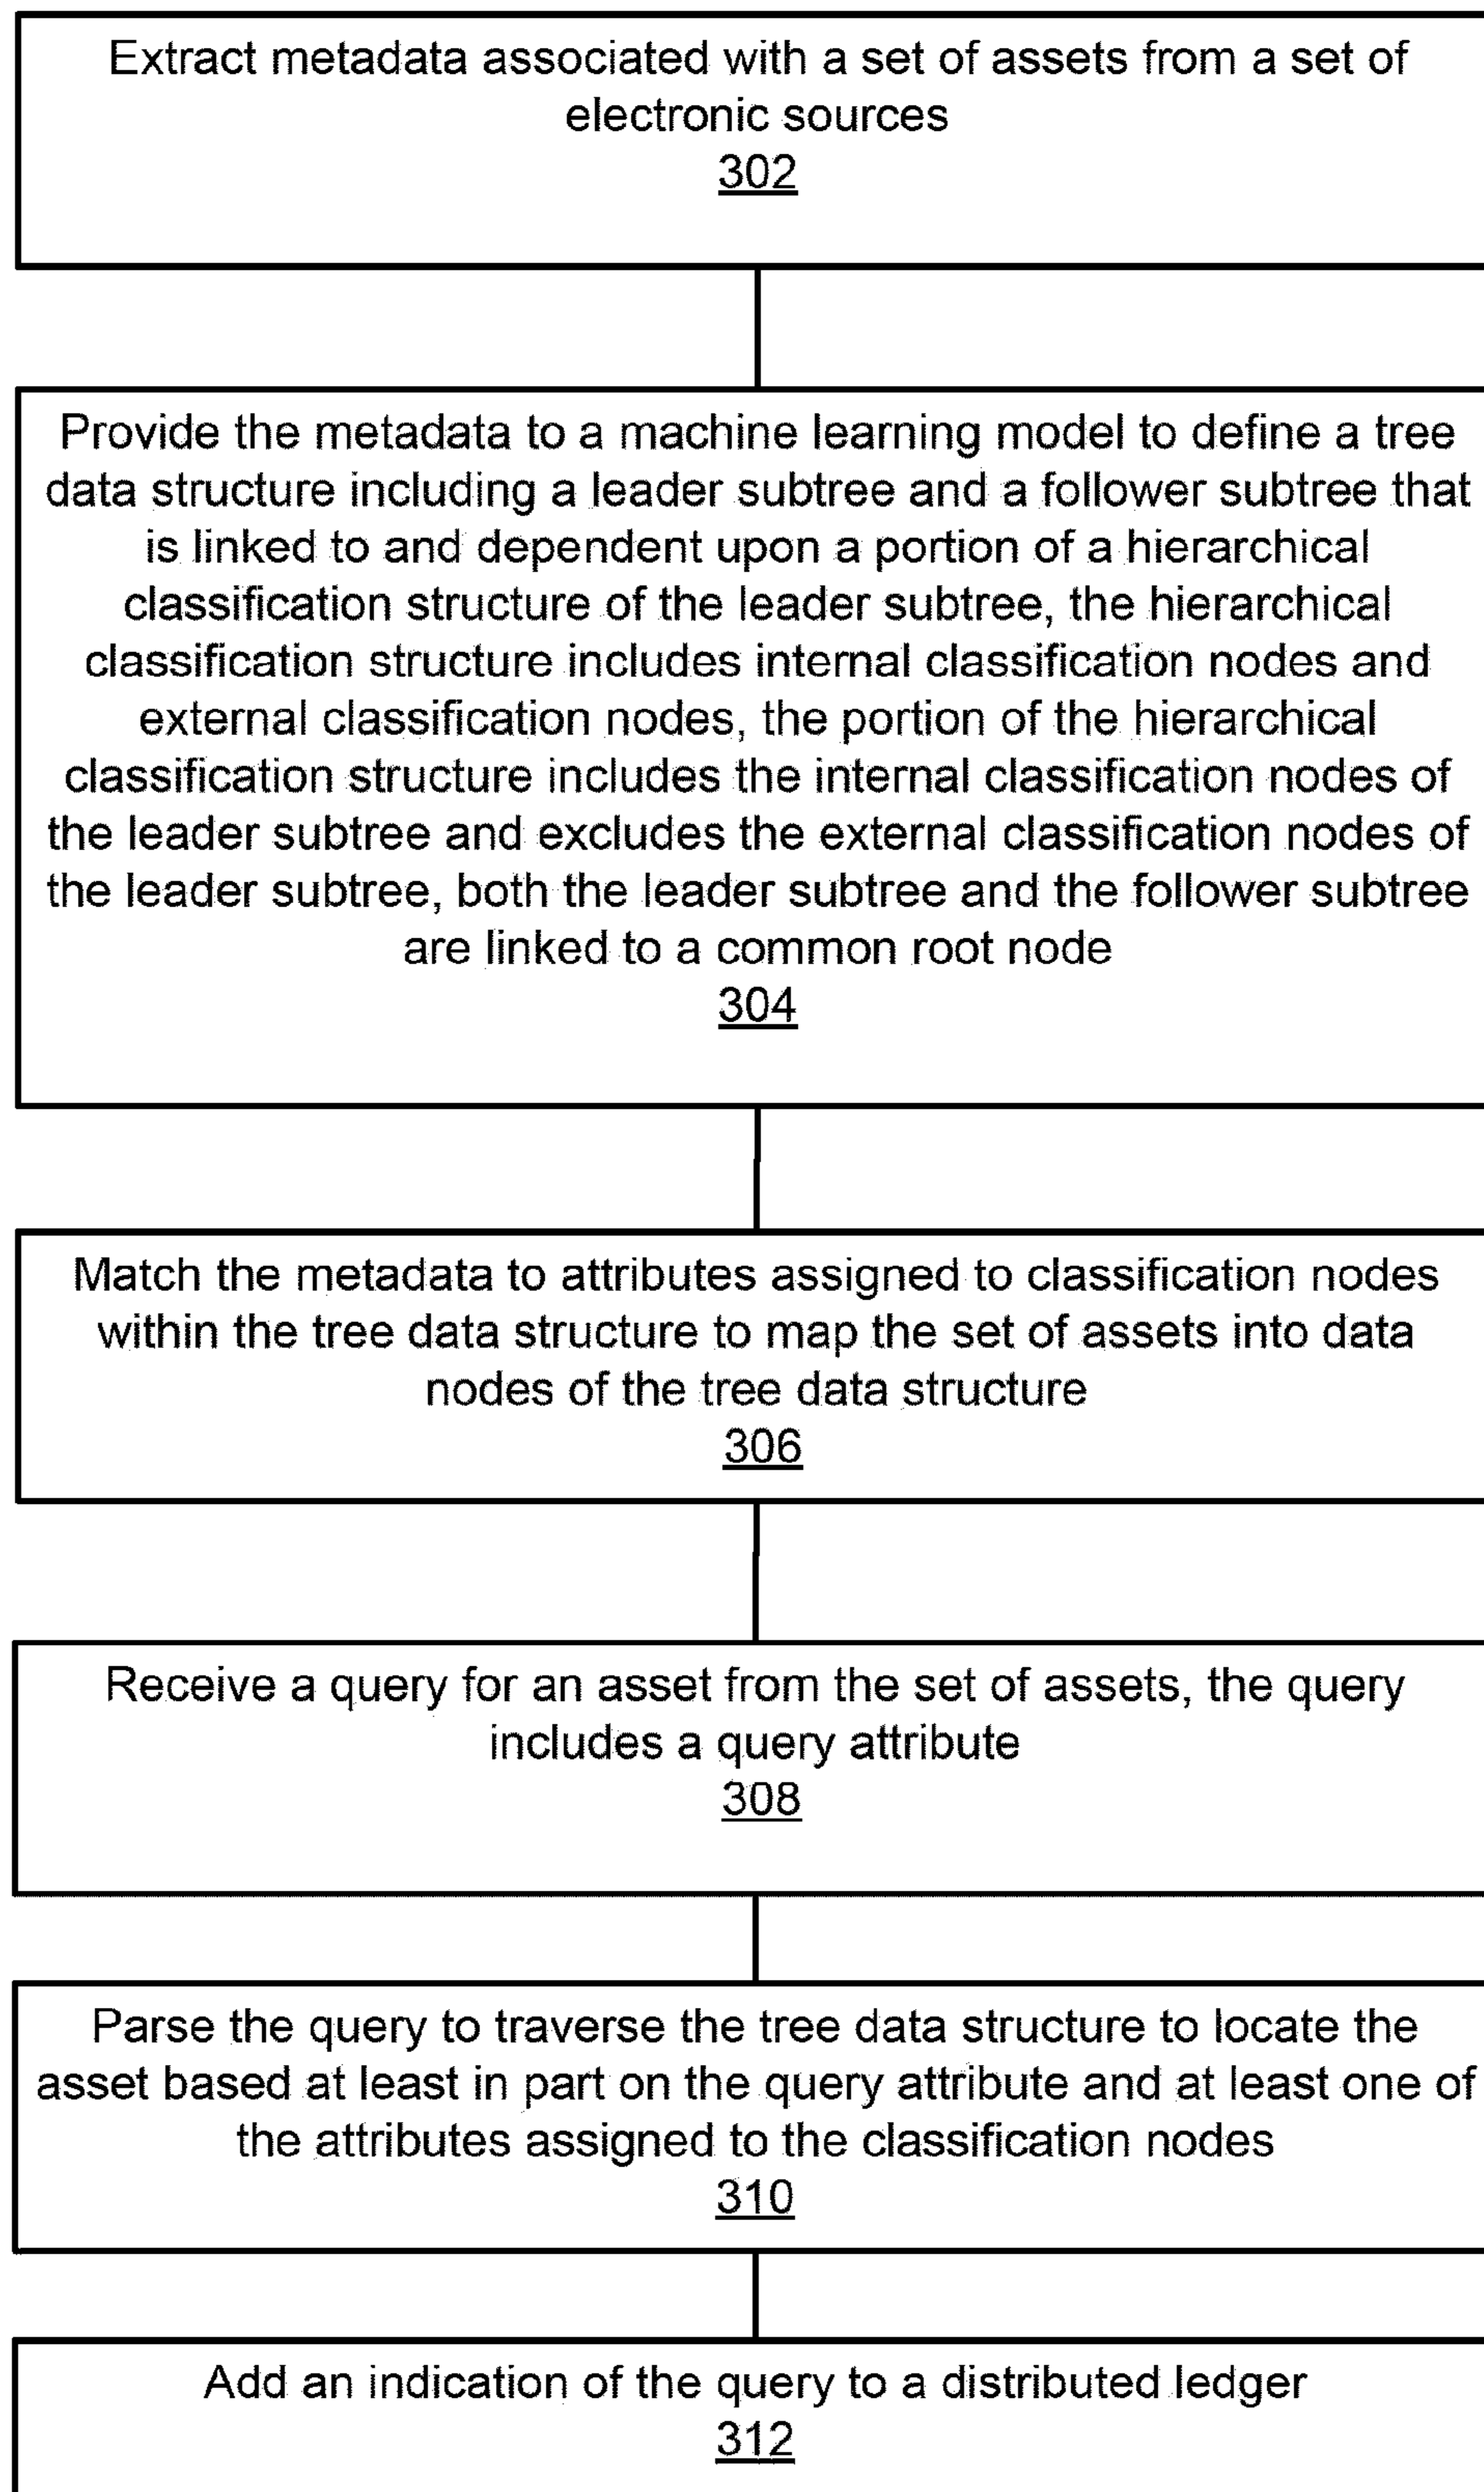 Extract metadata associated with a set of assets from a set of
electronic sources
302
Provide the metadata to a machine learning model to define a tree
data structure including a leader subtree and a follower subtree that
is linked to and dependent upon a portion of a hierarchical
classification structure of the leader subtree, the hierarchical
classification structure includes internal classification nodes and
external classification nodes, the portion of the hierarchical
classification structure includes the internal classification nodes of
the leader subtree and excludes the external classification nodes of
the leader subtree, both the leader subtree and the follower subtree
are linked to a common root node
304
Match the metadata to attributes assigned to classification nodes
within the tree data structure to map the set of assets into data
nodes of the tree data structure
306
Receive a query for an asset from the set of assets, the query
includes a query attribute
308
Parse the query to traverse the tree data structure to locate the
asset based at least in part on the query attribute and at least one of
the attributes assigned to the classification nodes
310
Add an indication of the query to a distributed ledger
312